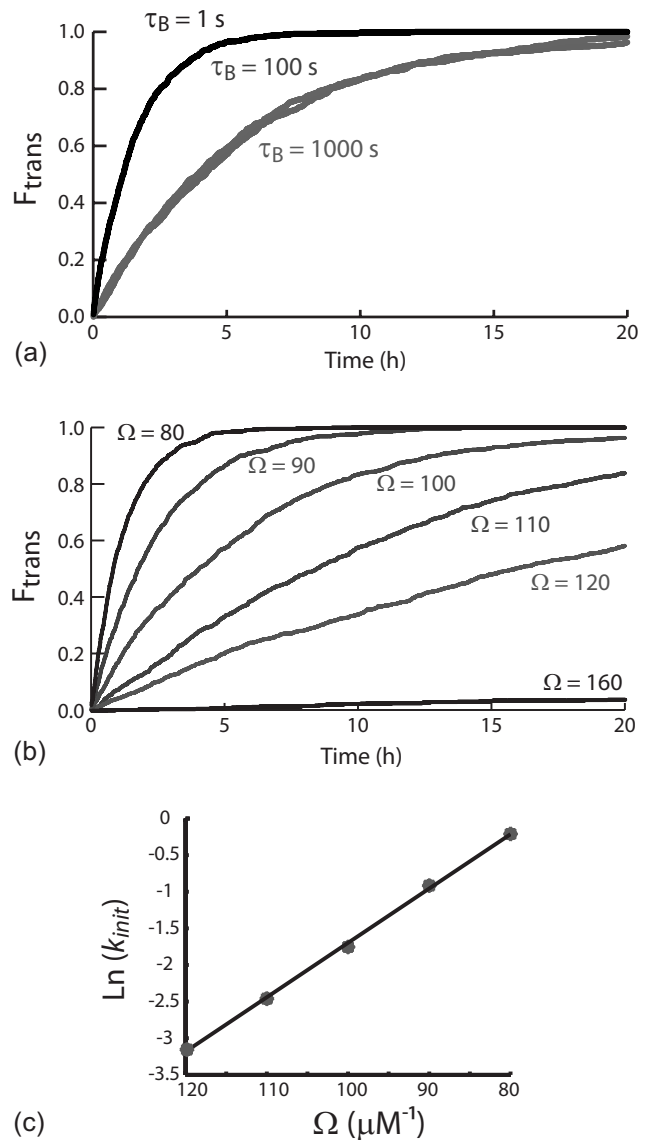 τB = 1 s
τB = 100 s
τB = 1000 s
Ftrans
1.0
0.8
0.6
0.4
0.2
0.0
0 5 10 15 20
Time (h)
(a)
Ω = 80
Ω = 90
Ω = 100
Ω = 110
Ω = 120
Ω = 160
Ftrans
1.0
0.8
0.6
0.4
0.2
0.0
0 5 10 15 20
Time (h)
(b)
Ln (kinit)
0
-0.5
-1
-1.5
-2
-2.5
-3
-3.5
120 110 100 90 80
Ω (μM⁻¹)
(c)